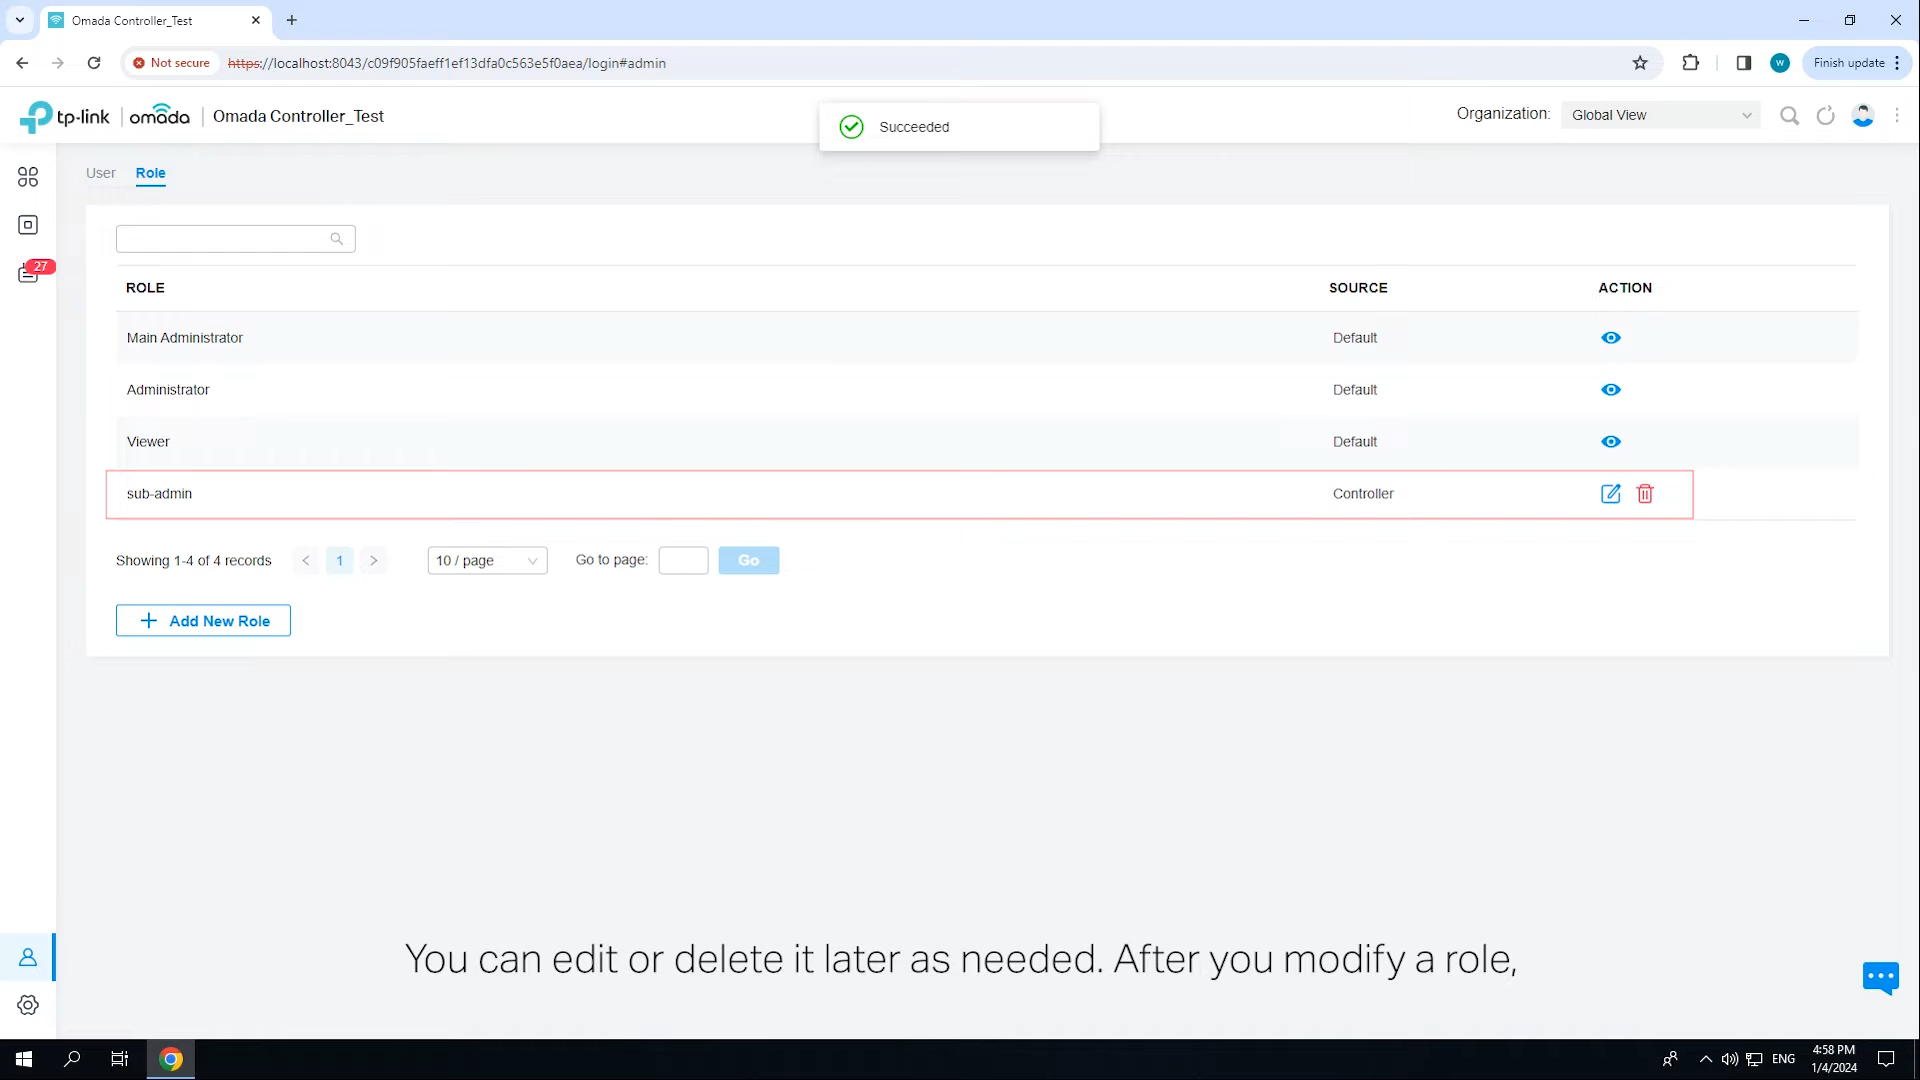 Omada Controller_Test
Not secure
https://localhost:8043/c09f905faeff1ef13dfa0c563e5f0aea/login#admin
W
Finish update
tp-link
omada
Omada Controller_Test
Succeeded
Organization:
Global View
User
Role
27
ROLE
SOURCE
ACTION
Main Administrator
Default
Administrator
Default
Viewer
Default
sub-admin
Controller
Showing 1-4 of 4 records
1
10 / page
Go to page:
Go
Add New Role
You can edit or delete it later as needed. After you modify a role,
ENG
4:58 PM
1/4/2024